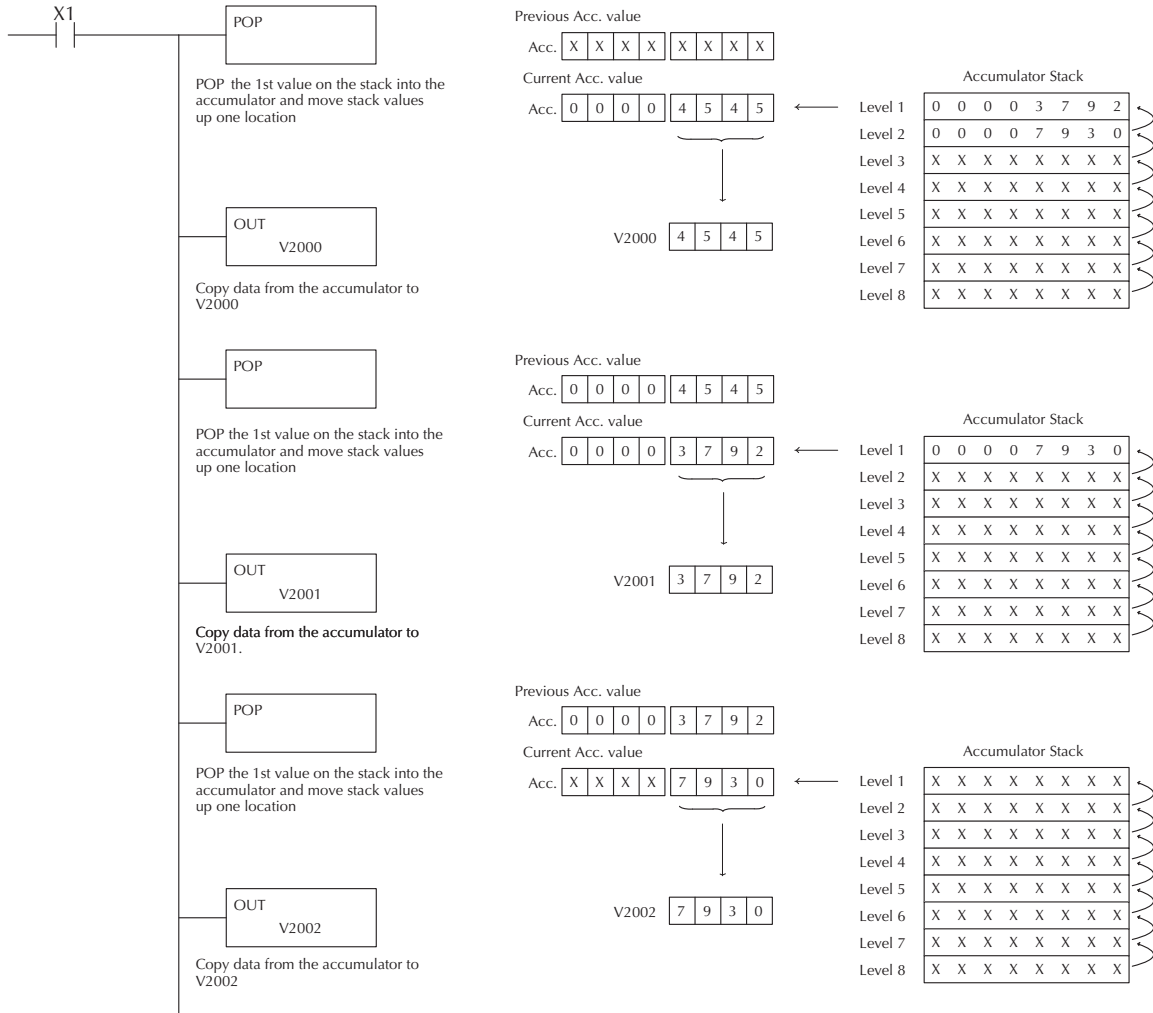 X1
POP
POP the 1st value on the stack into the
accumulator and move stack values
up one location
Previous Acc. value
Acc. X X X X X X X X
Current Acc. value
Acc. 0 0 0 0 4 5 4 5
V2000 4 5 4 5
Accumulator Stack
Level 1 0 0 0 0 3 7 9 2
Level 2 0 0 0 0 7 9 3 0
Level 3 X X X X X X X X
Level 4 X X X X X X X X
Level 5 X X X X X X X X
Level 6 X X X X X X X X
Level 7 X X X X X X X X
Level 8 X X X X X X X X
OUT
V2000
Copy data from the accumulator to
V2000
POP
POP the 1st value on the stack into the
accumulator and move stack values
up one location
Previous Acc. value
Acc. 0 0 0 0 4 5 4 5
Current Acc. value
Acc. 0 0 0 0 3 7 9 2
V2001 3 7 9 2
Accumulator Stack
Level 1 0 0 0 0 7 9 3 0
Level 2 X X X X X X X X
Level 3 X X X X X X X X
Level 4 X X X X X X X X
Level 5 X X X X X X X X
Level 6 X X X X X X X X
Level 7 X X X X X X X X
Level 8 X X X X X X X X
OUT
V2001
Copy data from the accumulator to
V2001.
POP
POP the 1st value on the stack into the
accumulator and move stack values
up one location
Previous Acc. value
Acc. 0 0 0 0 3 7 9 2
Current Acc. value
Acc. X X X X 7 9 3 0
V2002 7 9 3 0
Accumulator Stack
Level 1 X X X X X X X X
Level 2 X X X X X X X X
Level 3 X X X X X X X X
Level 4 X X X X X X X X
Level 5 X X X X X X X X
Level 6 X X X X X X X X
Level 7 X X X X X X X X
Level 8 X X X X X X X X
OUT
V2002
Copy data from the accumulator to
V2002